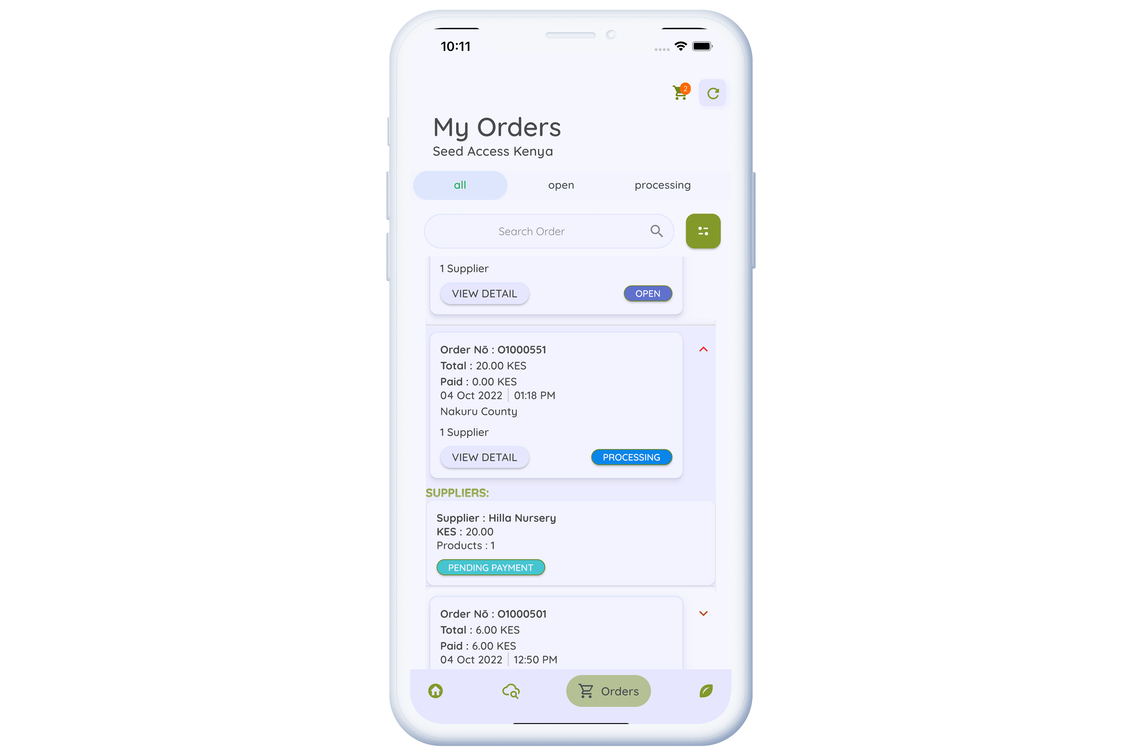 10:11
2
My Orders
Seed Access Kenya
all open processing
Search Order
1 Supplier
VIEW DETAIL OPEN
Order Nō : O1000551
Total : 20.00 KES
Paid : 0.00 KES
04 Oct 2022 | 01:18 PM
Nakuru County
1 Supplier
VIEW DETAIL PROCESSING
SUPPLIERS:
Supplier : Hilla Nursery
KES : 20.00
Products : 1
PENDING PAYMENT
Order Nō : O1000501
Total : 6.00 KES
Paid : 6.00 KES
04 Oct 2022 | 12:50 PM
Orders